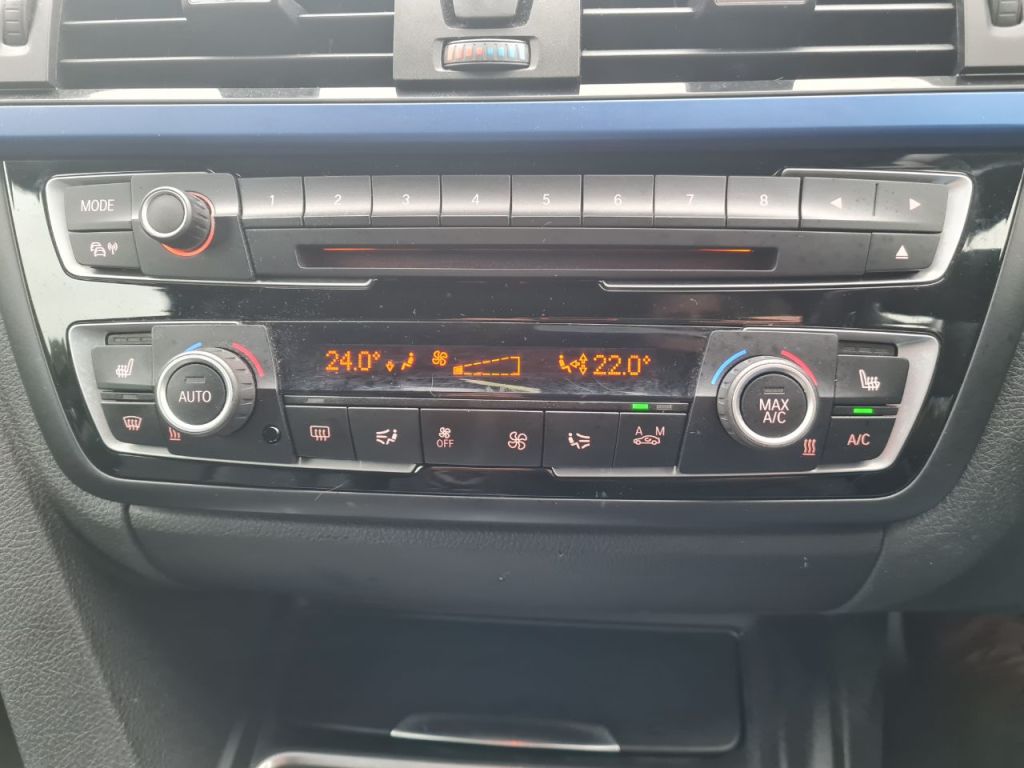 MODE 1 2 3 4 5 6 7 8
24.0° 22.0°
AUTO MAX
A/C
OFF A M A/C